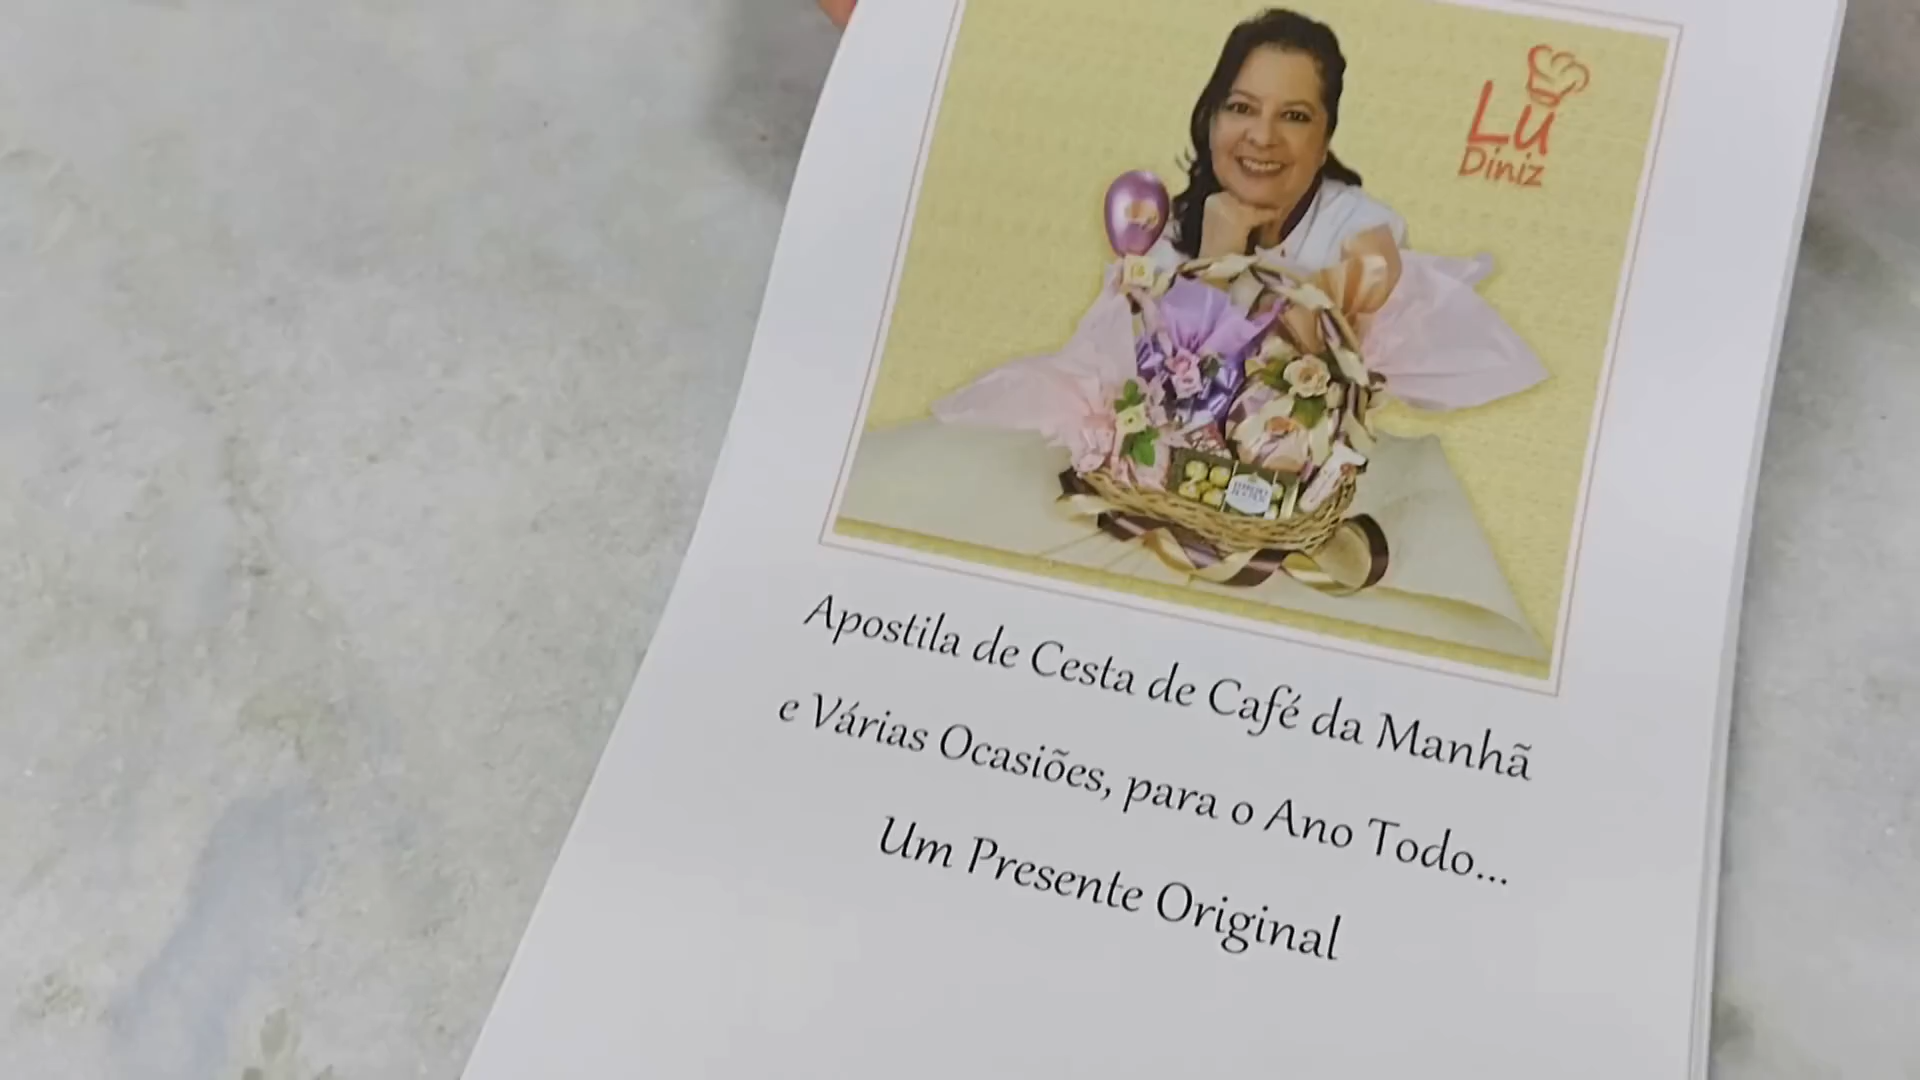 Lu
Diniz
Apostila de Cesta de Café da Manhã
e Várias Ocasiões, para o Ano Todo...
Um Presente Original